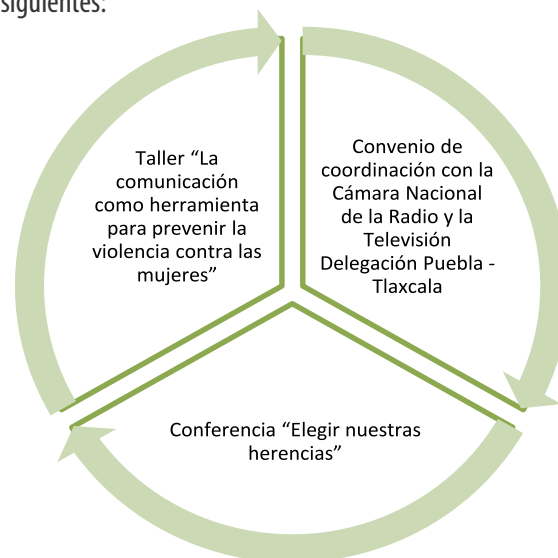 siguientes:
Taller “La
comunicación
como herramienta
para prevenir la
violencia contra las
mujeres”
Convenio de
coordinación con la
Cámara Nacional
de la Radio y la
Televisión
Delegación Puebla -
Tlaxcala
Conferencia “Elegir nuestras
herencias”